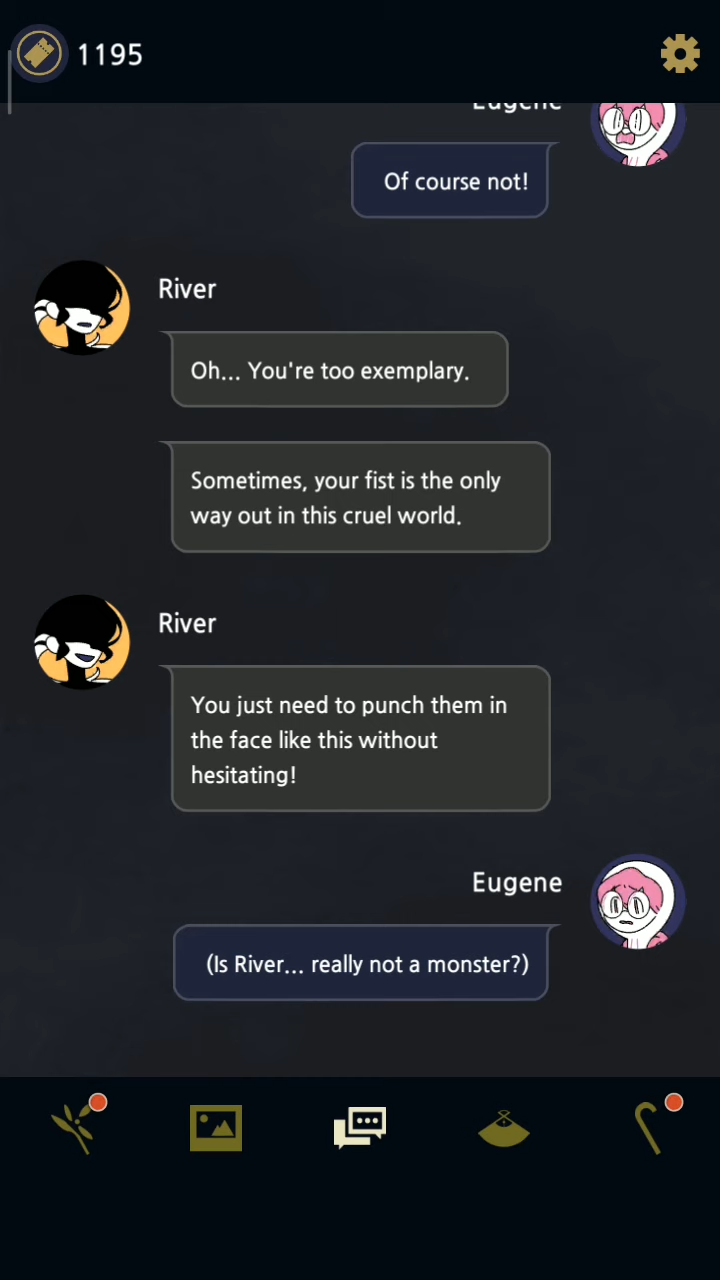 1195
Eugene
Of course not!
River
Oh... You're too exemplary.
Sometimes, your fist is the only
way out in this cruel world.
River
You just need to punch them in
the face like this without
hesitating!
Eugene
(Is River... really not a monster?)